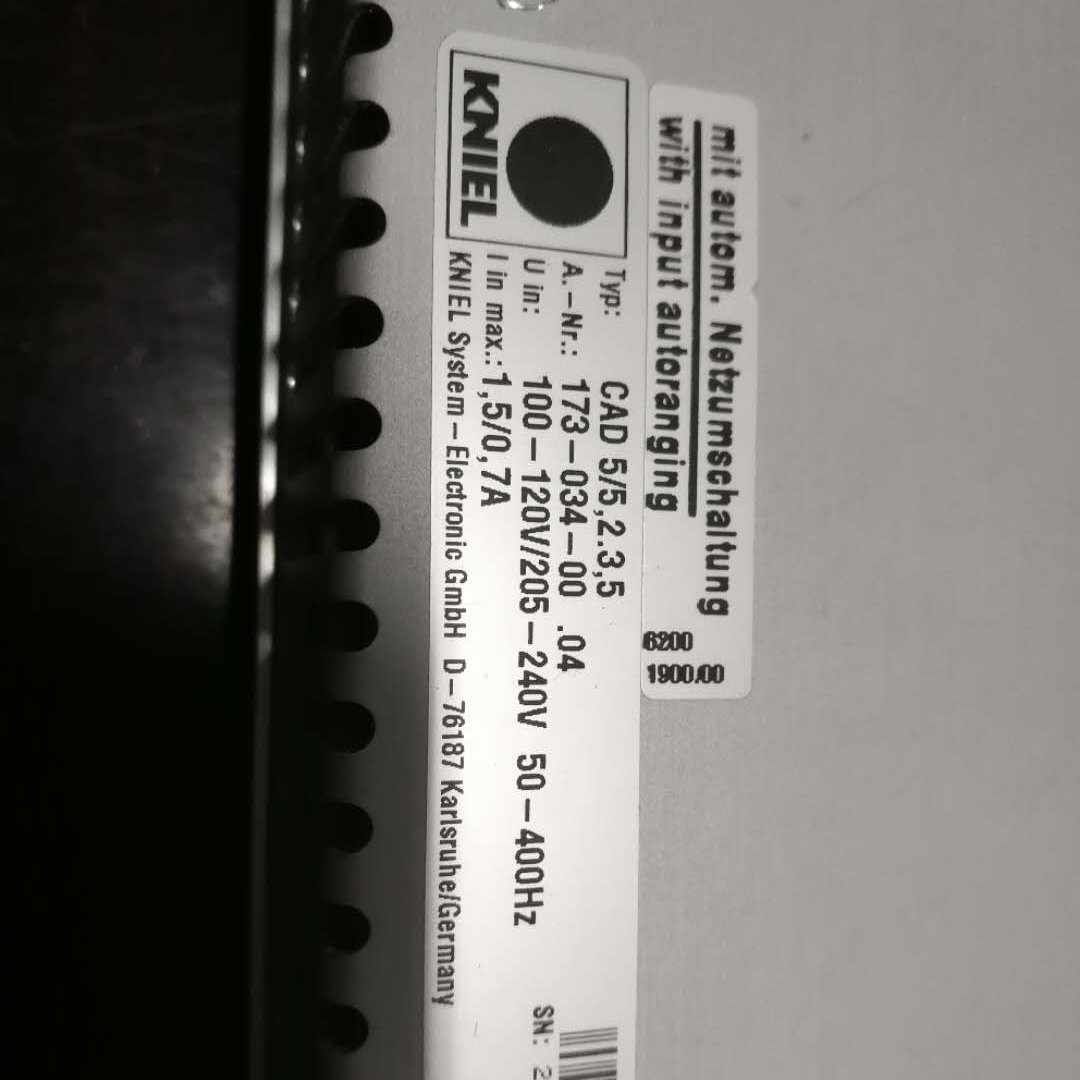 mit autom. Netzumschaltung
with input autoranging
6200
1900.00
KNIEL
Typ: CAD 5/5,2.3,5
A.-Nr.: 173-034-00 .04
U in: 100-120V/205-240V 50-400Hz
I in max.: 1,5/0,7A
KNIEL System-Electronic GmbH D-76187 Karlsruhe/Germany
SN: 2